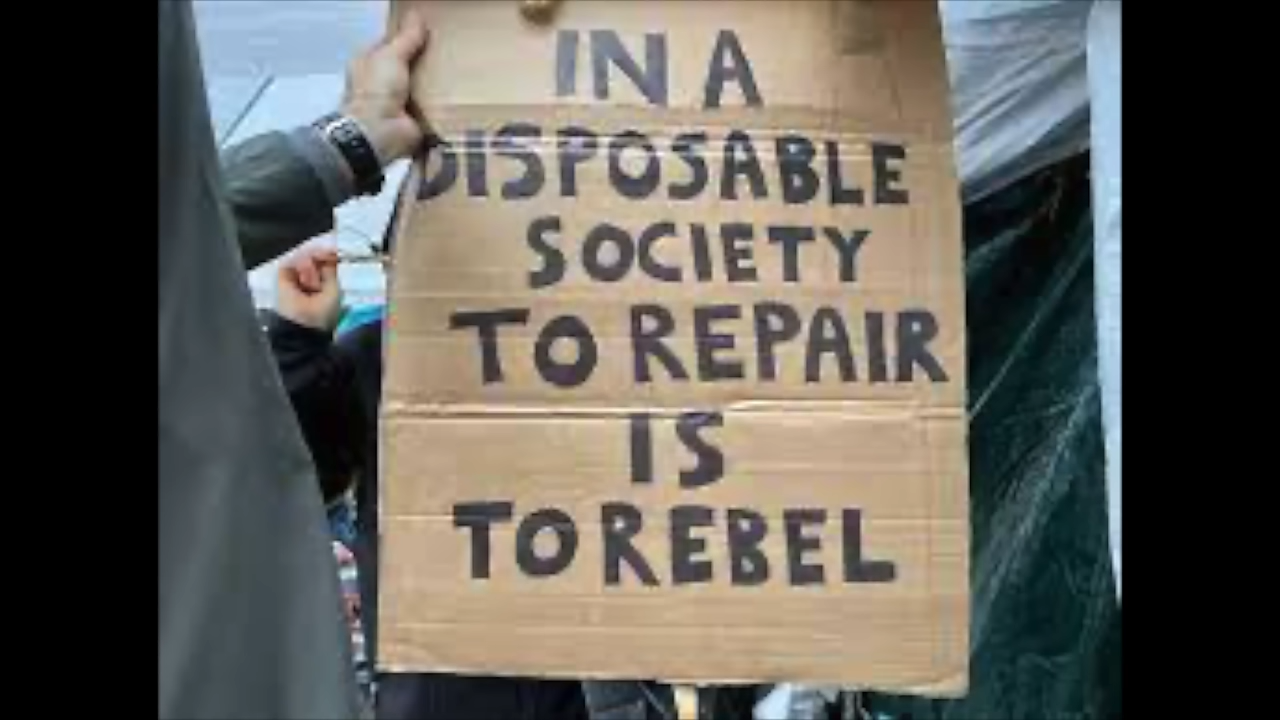 IN A
DISPOSABLE
SOCIETY
TO REPAIR
IS
TO REBEL